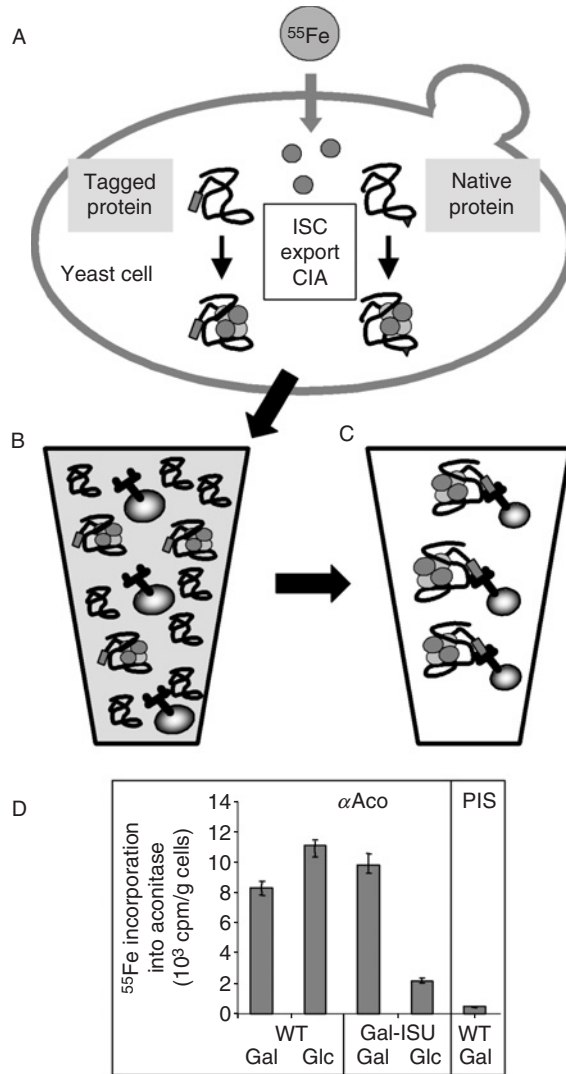 A
⁵⁵Fe
Tagged
protein
Native
protein
ISC
export
CIA
Yeast cell
B
C
D
⁵⁵Fe incorporation
into aconitase
(10³ cpm/g cells)
14
12
10
8
6
4
2
0
αAco
PIS
WT
Gal-ISU
WT
Gal
Glc
Gal
Glc
Gal